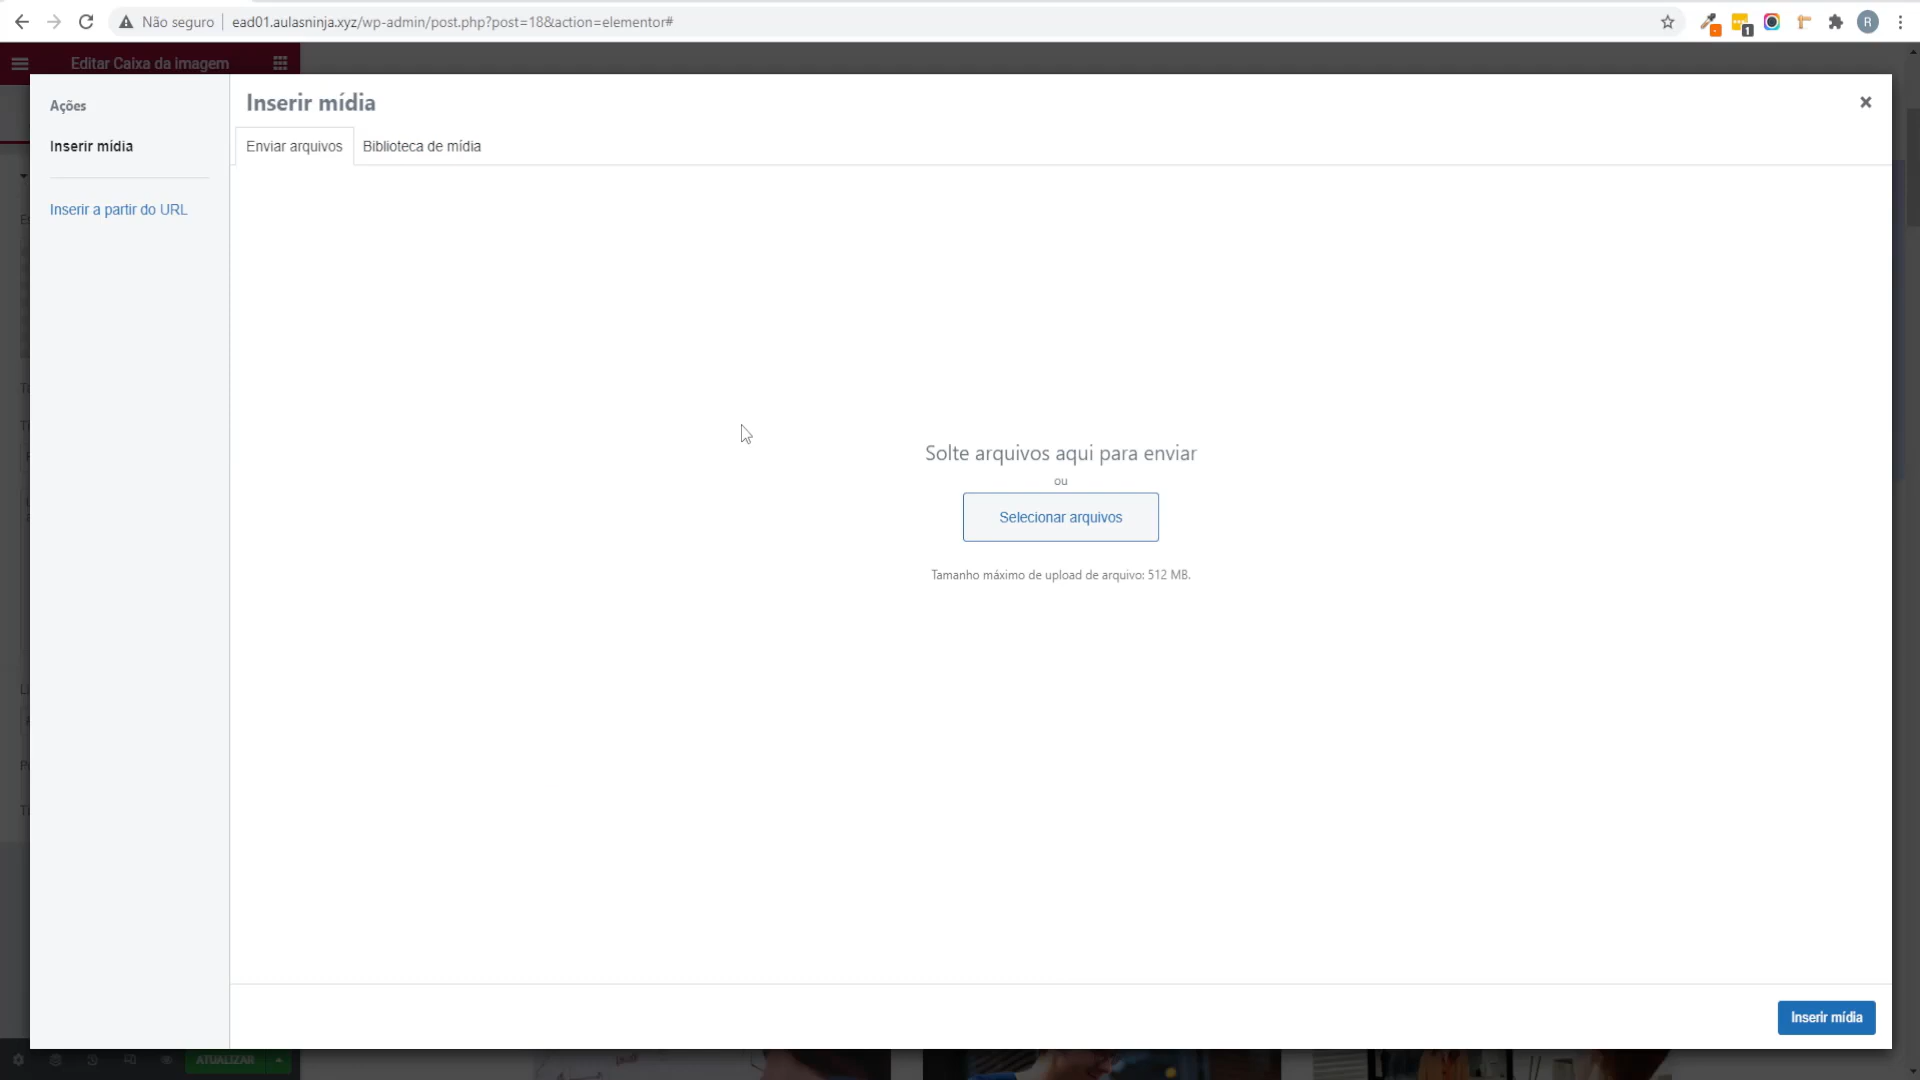 Não seguro
ead01.aulasninja.xyz/wp-admin/post.php?post=18&action=elementor#
1
R
Editar Caixa da imagem
Ações
Inserir mídia
Inserir a partir do URL
Inserir mídia
Enviar arquivos
Biblioteca de mídia
Solte arquivos aqui para enviar
ou
Selecionar arquivos
Tamanho máximo de upload de arquivo: 512 MB.
Inserir mídia
ATUALIZAR